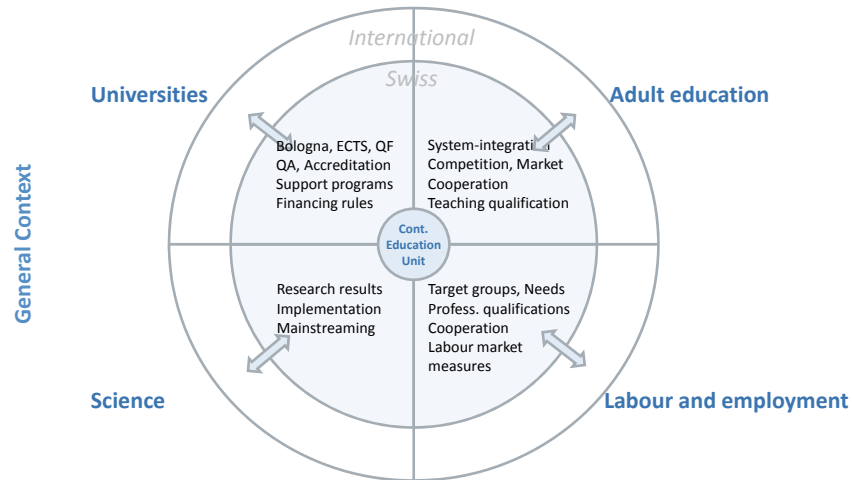 International
Swiss
Universities
Adult education
General Context
Bologna, ECTS, QF
QA, Accreditation
Support programs
Financing rules
System-integration
Competition, Market
Cooperation
Teaching qualification
Cont.
Education
Unit
Research results
Implementation
Mainstreaming
Target groups, Needs
Profess. qualifications
Cooperation
Labour market
measures
Science
Labour and employment